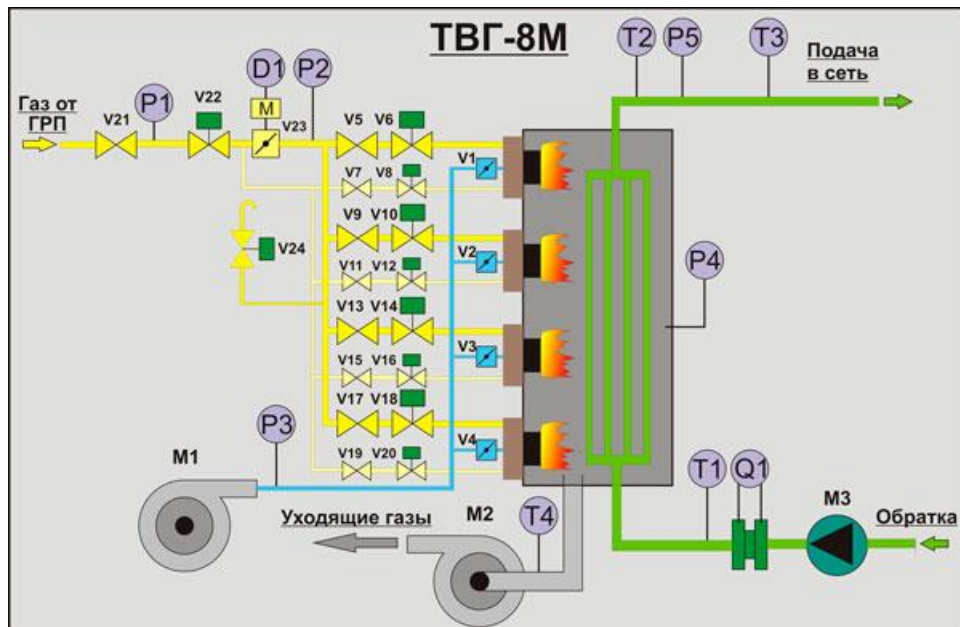 ТВГ-8М
T2
P5
T3
Подача
в сеть
Газ от
ГРП
V21
P1
V22
D1
M
V23
P2
V5
V6
V1
V7
V8
V9
V10
V24
V2
V11
V12
P4
V13
V14
V3
V15
V16
V17
V18
P3
V4
V19
V20
M1
T1
Q1
M3
Обратка
Уходящие газы
M2
T4